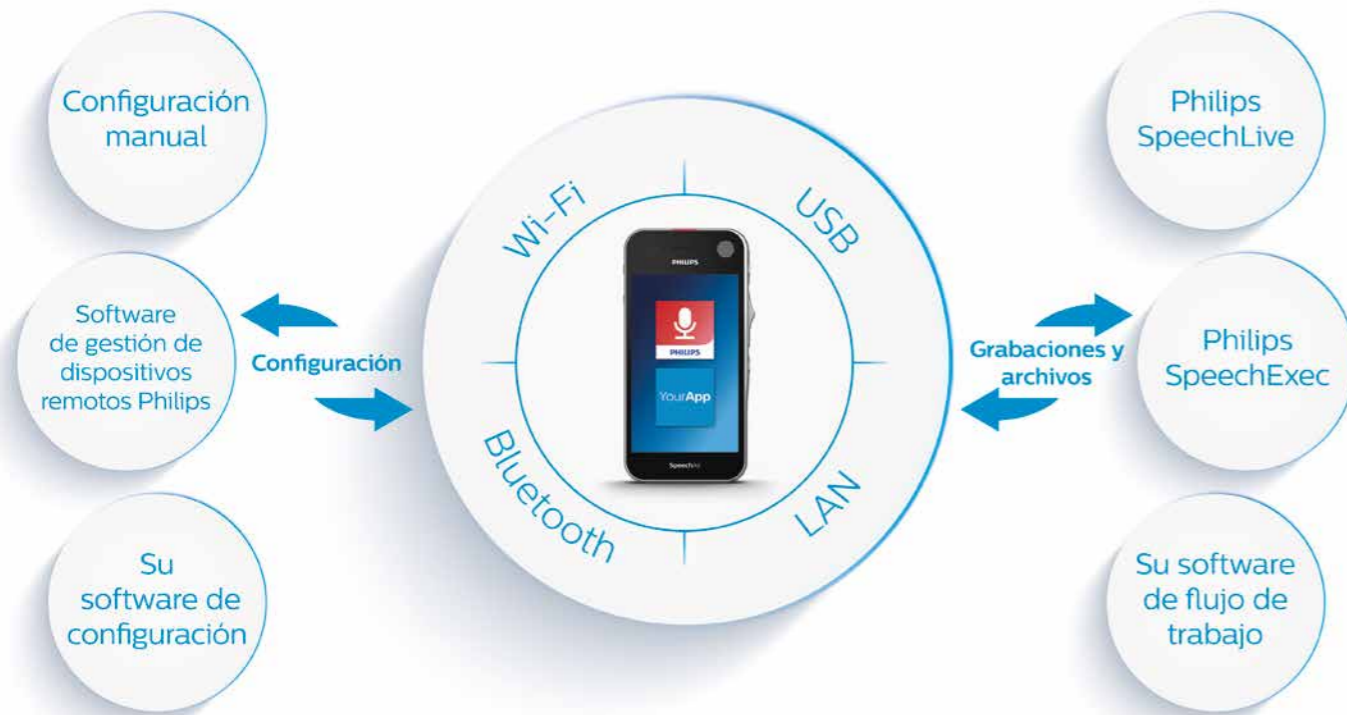 Configuración
manual
Software
de gestión de
dispositivos
remotos Philips
Su
software de
configuración
Configuración
Wi-Fi
USB
Bluetooth
LAN
PHILIPS
PHILIPS
YourApp
SpeechAir
Grabaciones y
archivos
Philips
SpeechLive
Philips
SpeechExec
Su software
de flujo de
trabajo